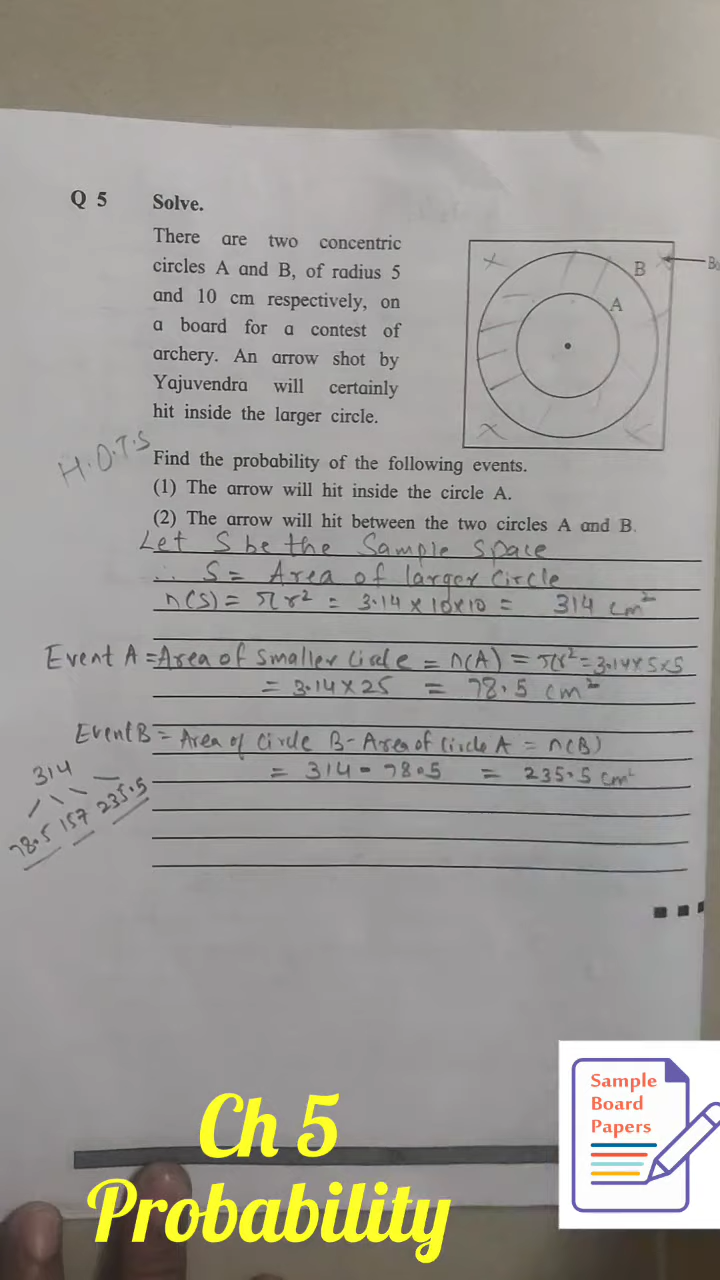 Q 5 Solve.
There are two concentric
circles A and B, of radius 5
and 10 cm respectively, on
a board for a contest of
archery. An arrow shot by
Yajuvendra will certainly
hit inside the larger circle.
B
A
H.O.T.S
Find the probability of the following events.
(1) The arrow will hit inside the circle A.
(2) The arrow will hit between the two circles A and B.
Let S be the Sample Space
∴ S = Area of larger Circle
n(S) = πr² = 3.14 × 10×10 = 314 cm²
Event A = Area of Smaller Circle = n(A) = πr² = 3.14×5×5
= 3.14×25 = 78.5 cm²
Event B = Area of Circle B - Area of Circle A = n(B)
= 314 - 78.5 = 235.5 cm²
314
78.5 157 235.5
Sample
Board
Papers
Ch 5
Probability